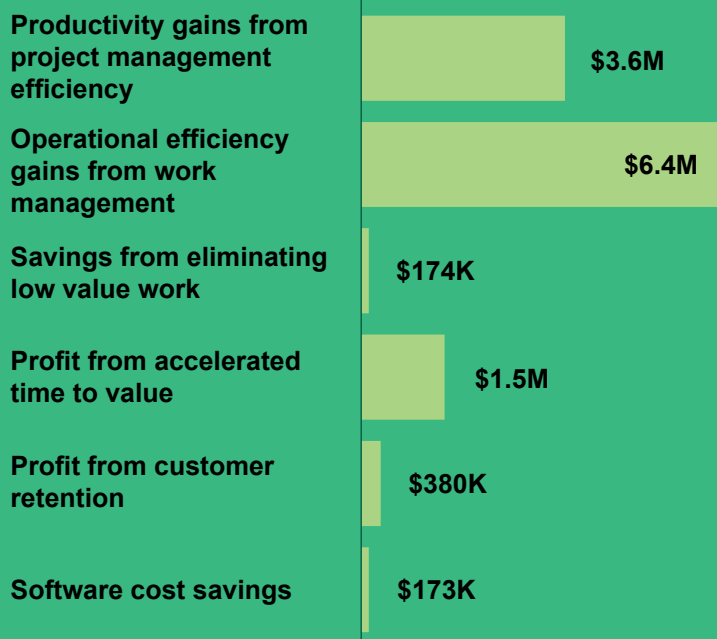 Productivity gains from
project management
efficiency
$3.6M
Operational efficiency
gains from work
management
$6.4M
Savings from eliminating
low value work
$174K
Profit from accelerated
time to value
$1.5M
Profit from customer
retention
$380K
Software cost savings
$173K